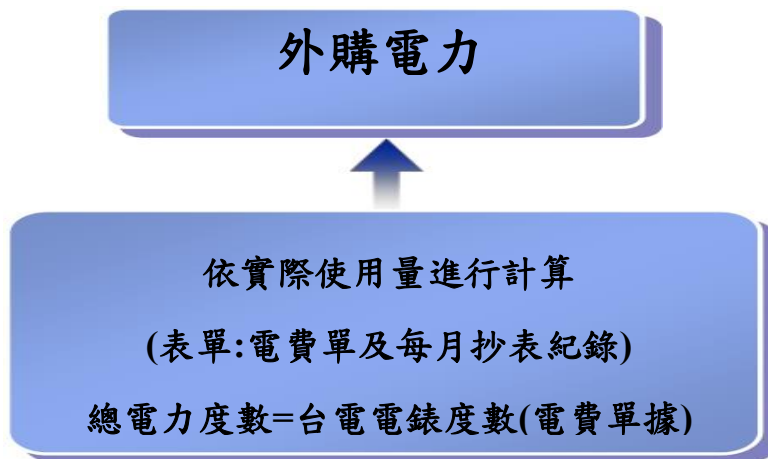 外購電力
依實際使用量進行計算
(表單:電費單及每月抄表紀錄)
總電力度數=台電電錶度數(電費單據)